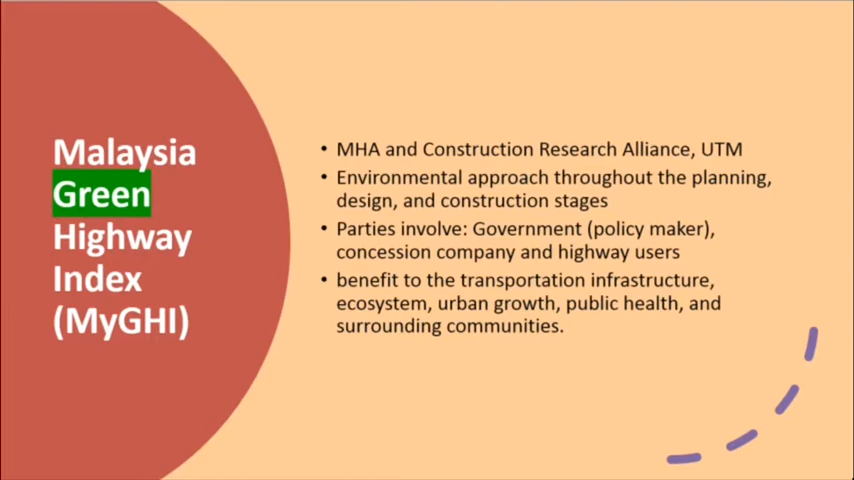 Malaysia
Green
Highway
Index
(MyGHI)
• MHA and Construction Research Alliance, UTM
• Environmental approach throughout the planning,
design, and construction stages
• Parties involve: Government (policy maker),
concession company and highway users
• benefit to the transportation infrastructure,
ecosystem, urban growth, public health, and
surrounding communities.